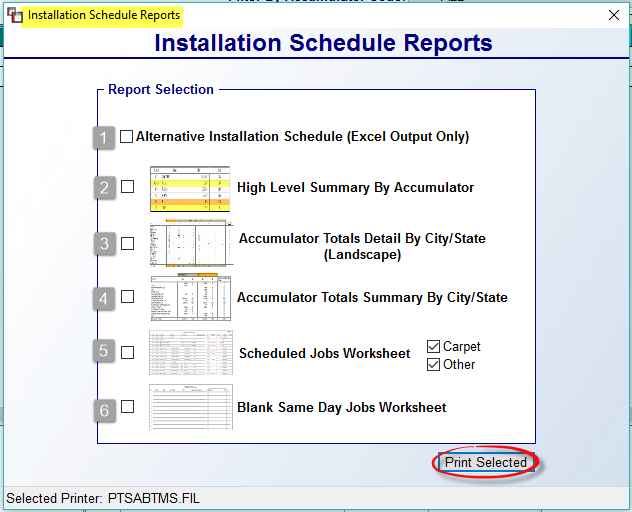 Installation Schedule Reports
Installation Schedule Reports
Report Selection
1 Alternative Installation Schedule (Excel Output Only)
2 High Level Summary By Accumulator
3 Accumulator Totals Detail By City/State
(Landscape)
4 Accumulator Totals Summary By City/State
5 Scheduled Jobs Worksheet
Carpet
Other
6 Blank Same Day Jobs Worksheet
Print Selected
Selected Printer: PTSABTMS.FIL